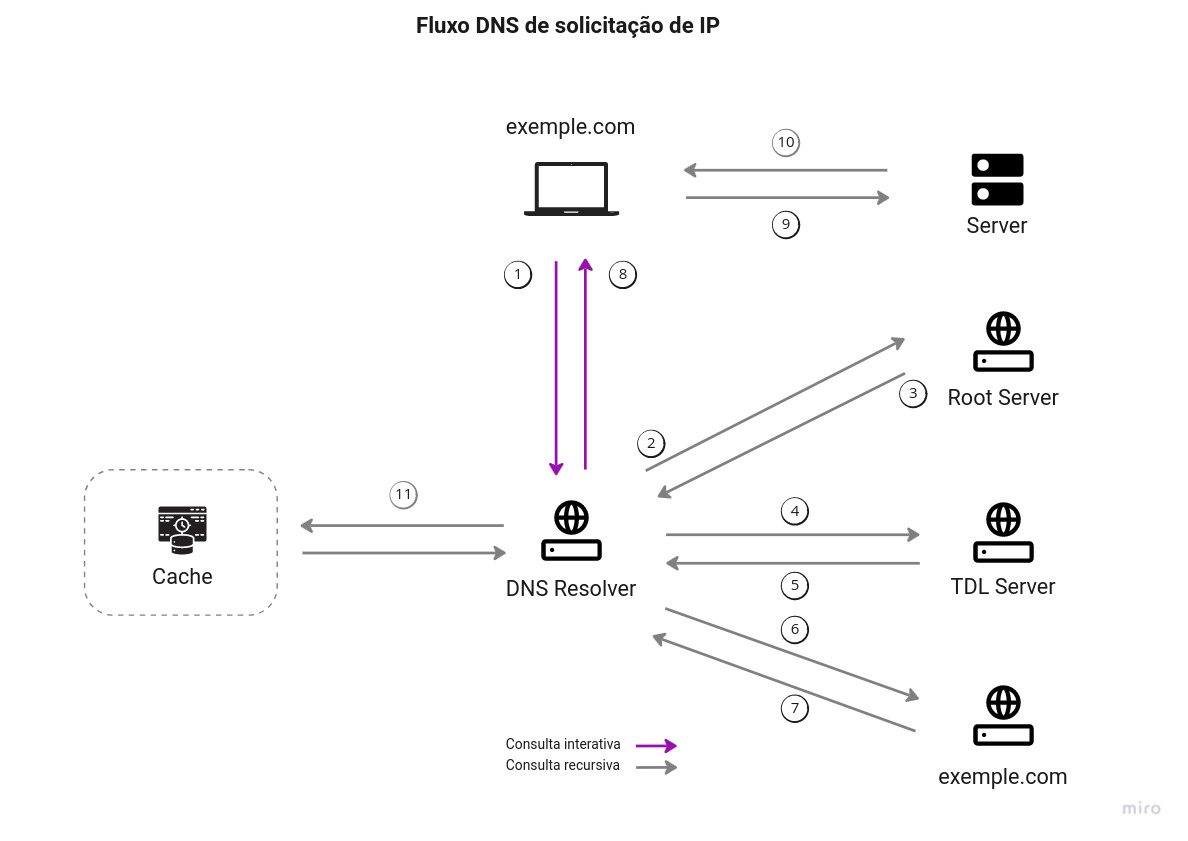 Fluxo DNS de solicitação de IP
exemple.com
10
9
Server
1
8
Root Server
3
2
11
4
Cache
DNS Resolver
5
TDL Server
6
7
Consulta interativa
Consulta recursiva
exemple.com
miro